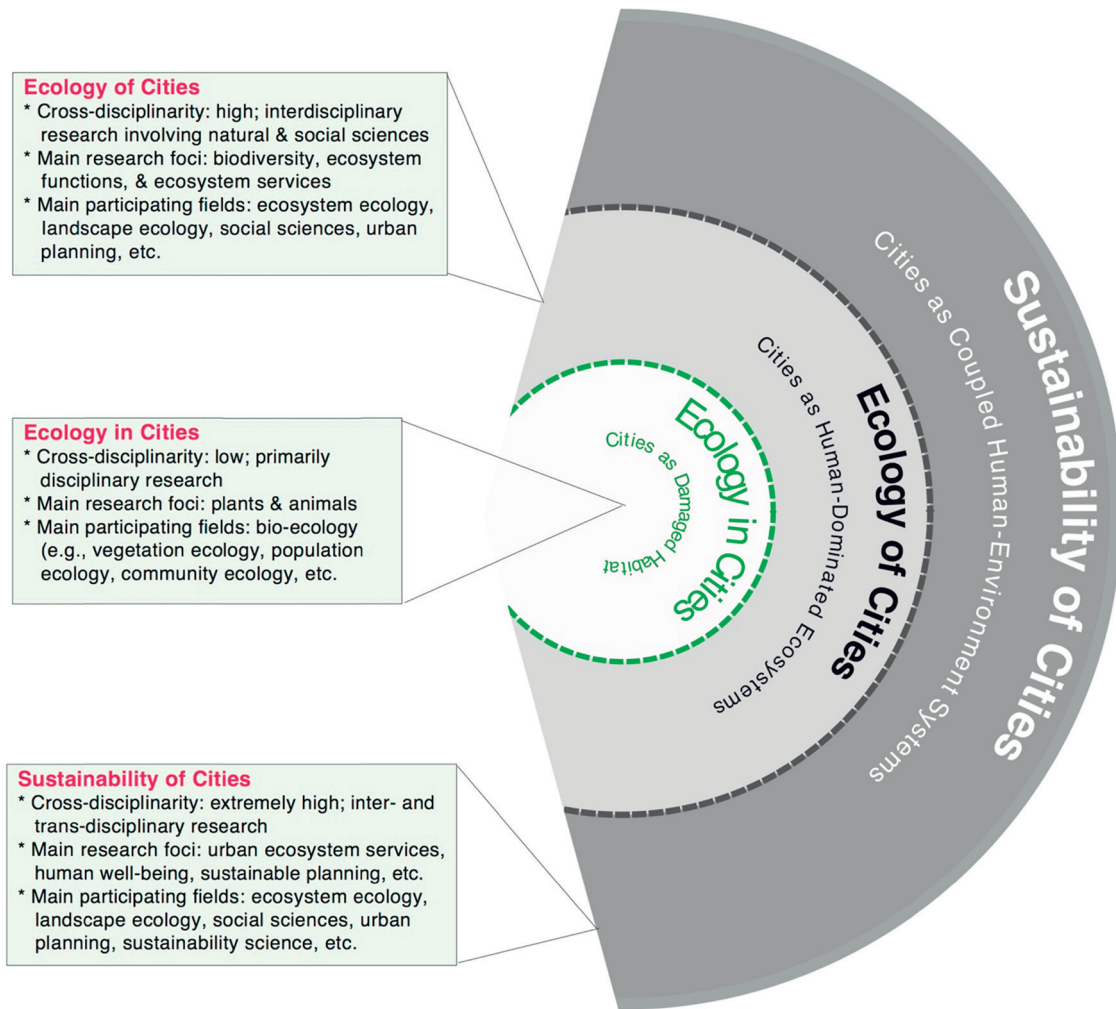 Ecology of Cities
* Cross-disciplinarity: high; interdisciplinary
research involving natural & social sciences
* Main research foci: biodiversity, ecosystem
functions, & ecosystem services
* Main participating fields: ecosystem ecology,
landscape ecology, social sciences, urban
planning, etc.
Ecology in Cities
* Cross-disciplinarity: low; primarily
disciplinary research
* Main research foci: plants & animals
* Main participating fields: bio-ecology
(e.g., vegetation ecology, population
ecology, community ecology, etc.
Sustainability of Cities
* Cross-disciplinarity: extremely high; inter- and
trans-disciplinary research
* Main research foci: urban ecosystem services,
human well-being, sustainable planning, etc.
* Main participating fields: ecosystem ecology,
landscape ecology, social sciences, urban
planning, sustainability science, etc.
Cities as Damaged Habitat
Ecology in Cities
Cities as Human-Dominated Ecosystems
Ecology of Cities
Cities as Coupled Human-Environment Systems
Sustainability of Cities